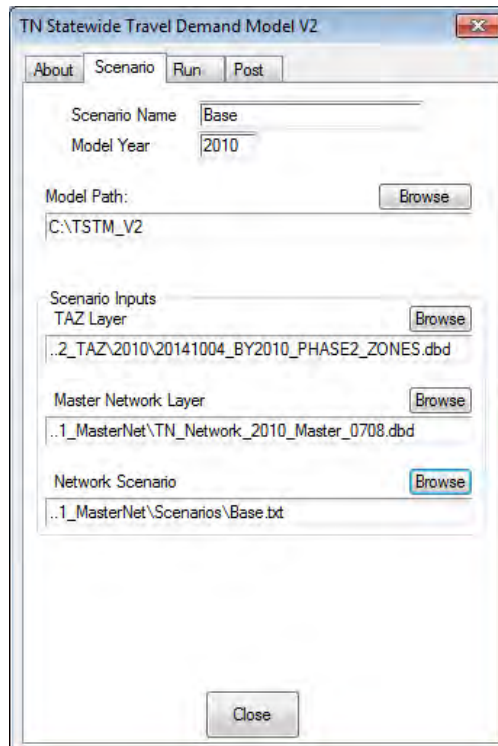 TN Statewide Travel Demand Model V2
About Scenario Run Post
Scenario Name Base
Model Year 2010
Model Path: Browse
C:\TSTM_V2
Scenario Inputs
TAZ Layer Browse
..2_TAZ\2010\20141004_BY2010_PHASE2_ZONES.dbd
Master Network Layer Browse
..1_MasterNet\TN_Network_2010_Master_0708.dbd
Network Scenario Browse
..1_MasterNet\Scenarios\Base.txt
Close